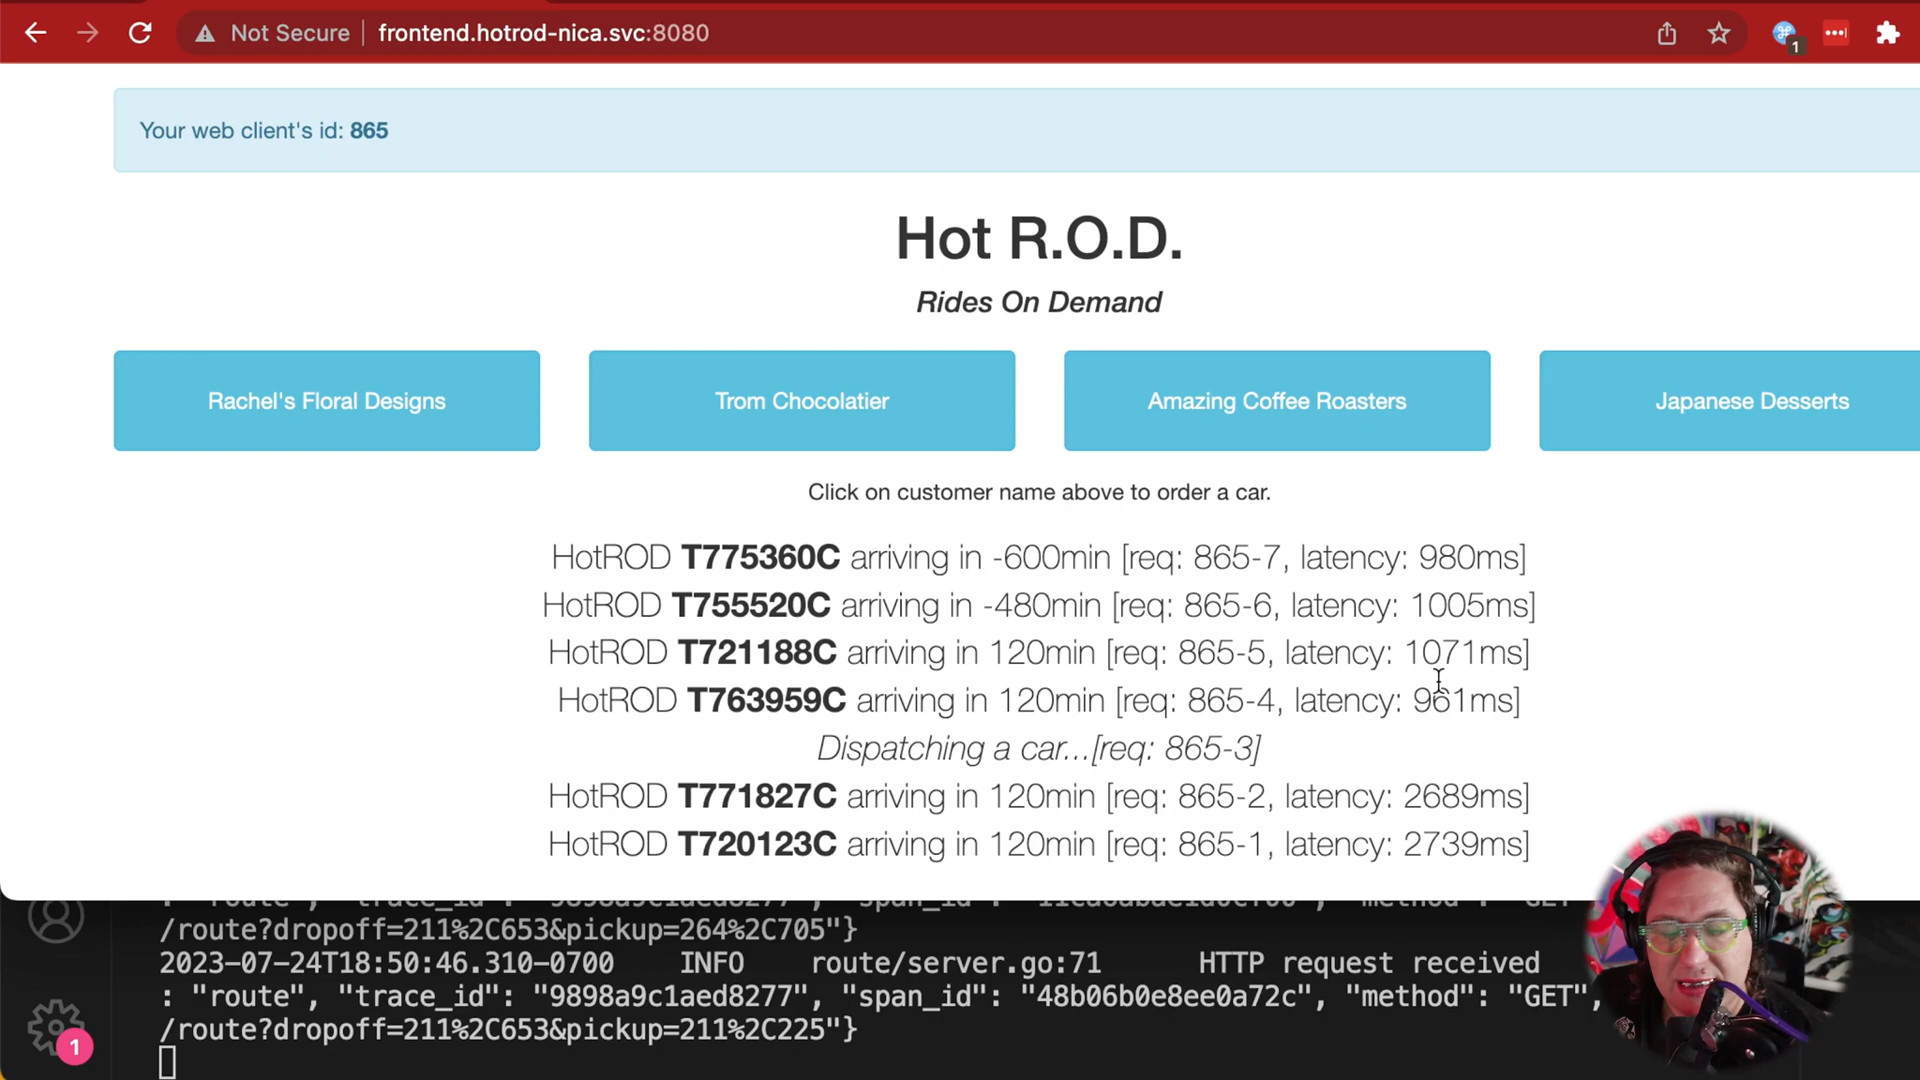 Not Secure frontend.hotrod-nica.svc:8080
1
Your web client's id: 865
Hot R.O.D.
Rides On Demand
Rachel's Floral Designs
Trom Chocolatier
Amazing Coffee Roasters
Japanese Desserts
Click on customer name above to order a car.
HotROD T775360C arriving in -600min [req: 865-7, latency: 980ms]
HotROD T755520C arriving in -480min [req: 865-6, latency: 1005ms]
HotROD T721188C arriving in 120min [req: 865-5, latency: 1071ms]
HotROD T763959C arriving in 120min [req: 865-4, latency: 961ms]
Dispatching a car...[req: 865-3]
HotROD T771827C arriving in 120min [req: 865-2, latency: 2689ms]
HotROD T720123C arriving in 120min [req: 865-1, latency: 2739ms]
/route?dropoff=211%2C653&pickup=264%2C705"}
2023-07-24T18:50:46.310-0700 INFO route/server.go:71 HTTP request received
: "route", "trace_id": "9898a9c1aed8277", "span_id": "48b06b0e8ee0a72c", "method": "GET",
/route?dropoff=211%2C653&pickup=211%2C225"}
1